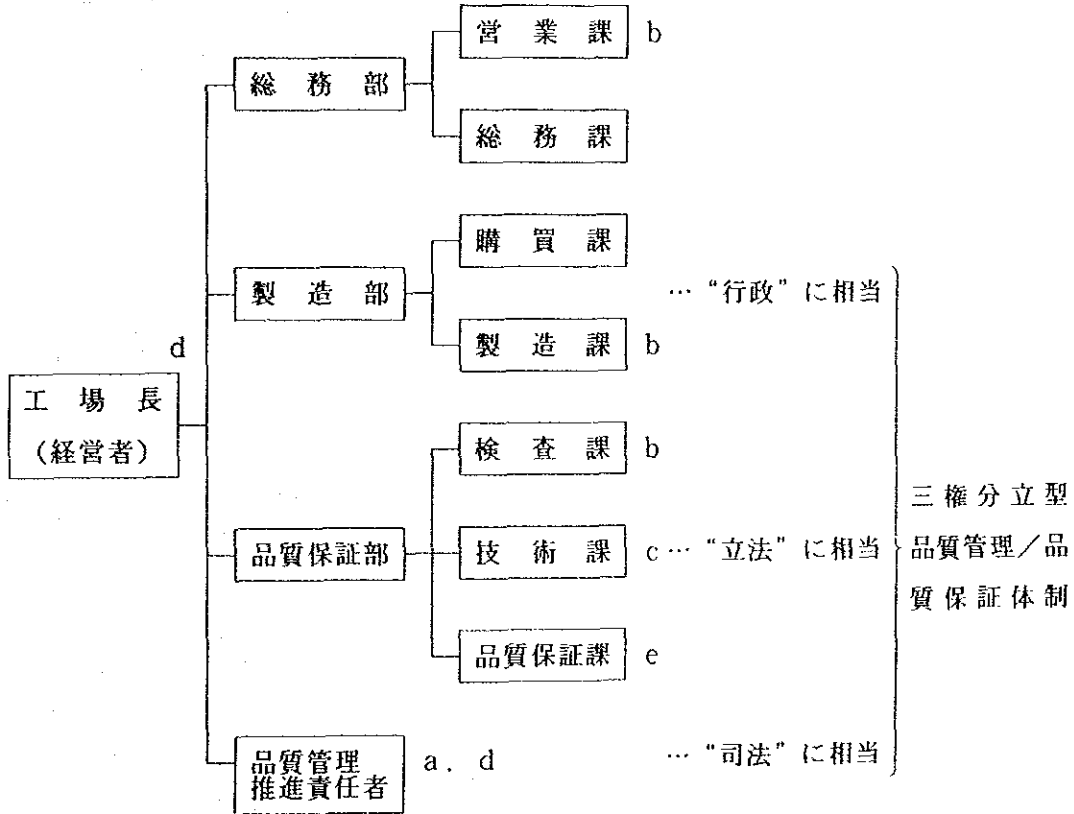 営業課 b
総務部
総務課
購買課
製造部
… “行政” に相当
製造課 b
d
工場長
(経営者)
検査課 b
三権分立型
品質保証部
技術課 c … “立法” に相当
品質管理/品
質保証体制
品質保証課 e
品質管理
推進責任者
a. d
… “司法” に相当